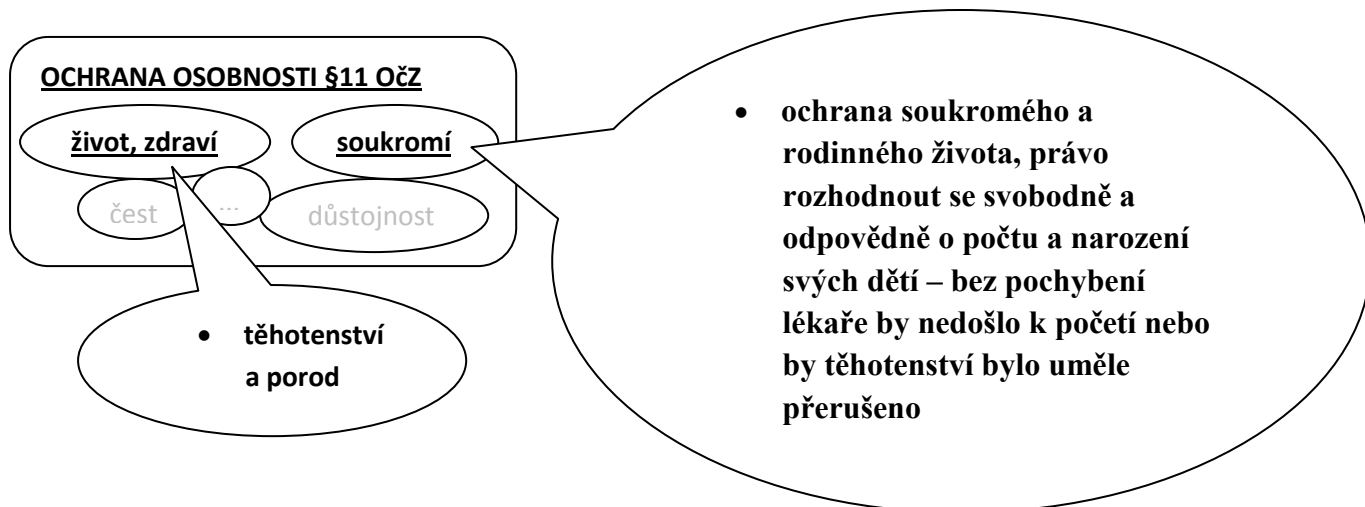 OCHRANA OSOBNOSTI §11 OčZ
život, zdraví
soukromí
čest
...
důstojnost
• těhotenství
a porod
• ochrana soukromého a
rodinného života, právo
rozhodnout se svobodně a
odpovědně o počtu a narození
svých dětí – bez pochybení
lékaře by nedošlo k početí nebo
by těhotenství bylo uměle
přerušeno